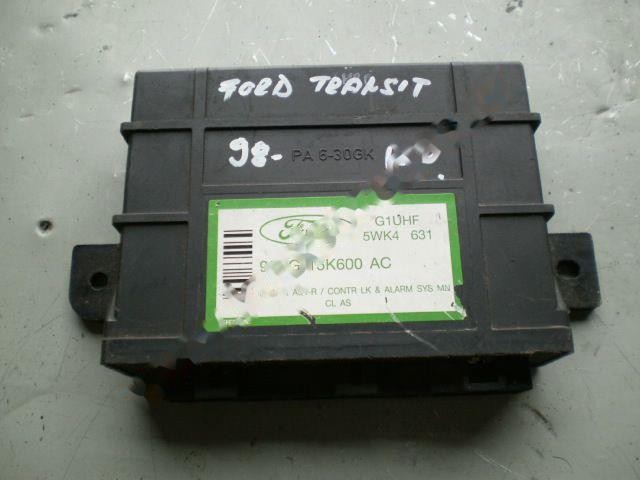 FORD TRANSIT
98-
PA 6-30GK
Ford
G1UHF
5WK4 631
15K600 AC
/ CONTR LK & ALARM SYS MN
CL AS